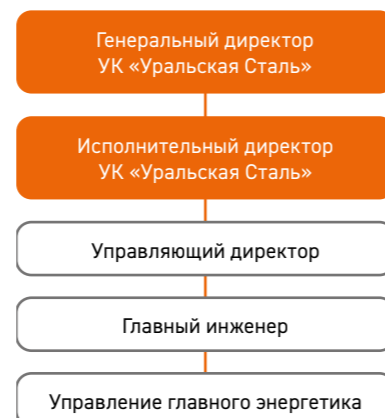 Генеральный директор
УК «Уральская Сталь»
Исполнительный директор
УК «Уральская Сталь»
Управляющий директор
Главный инженер
Управление главного энергетика